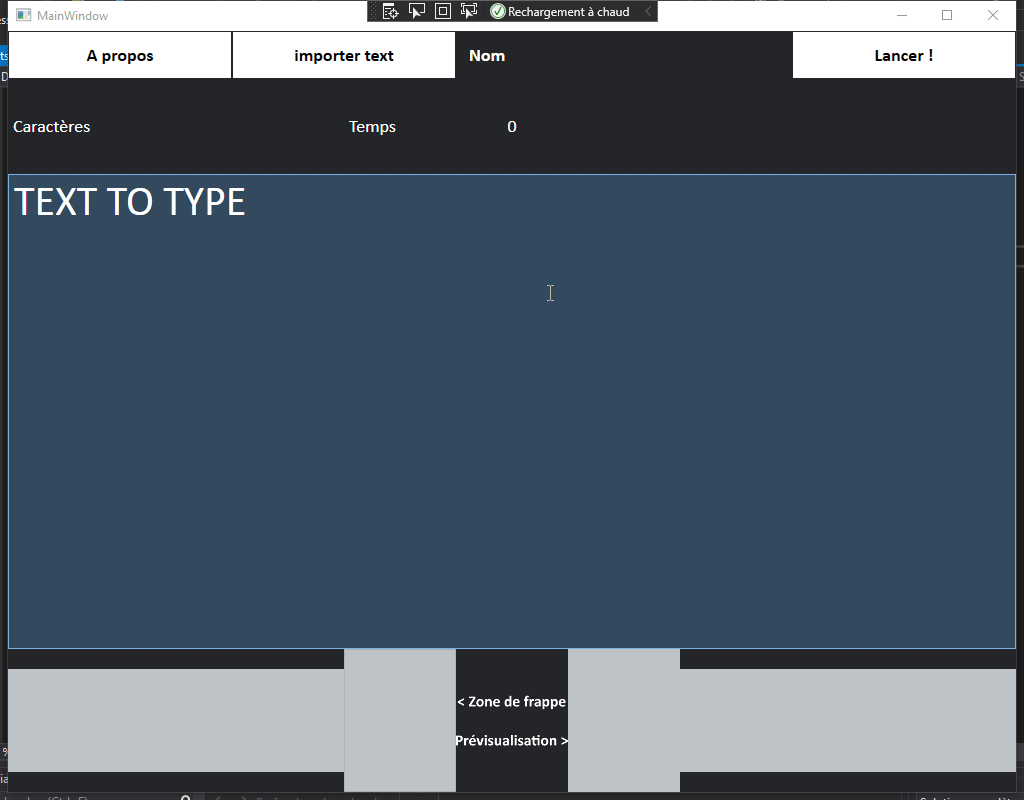 MainWindow
Rechargement à chaud
A propos
importer text
Nom
Lancer !
Caractères
Temps
0
TEXT TO TYPE
< Zone de frappe
Prévisualisation >